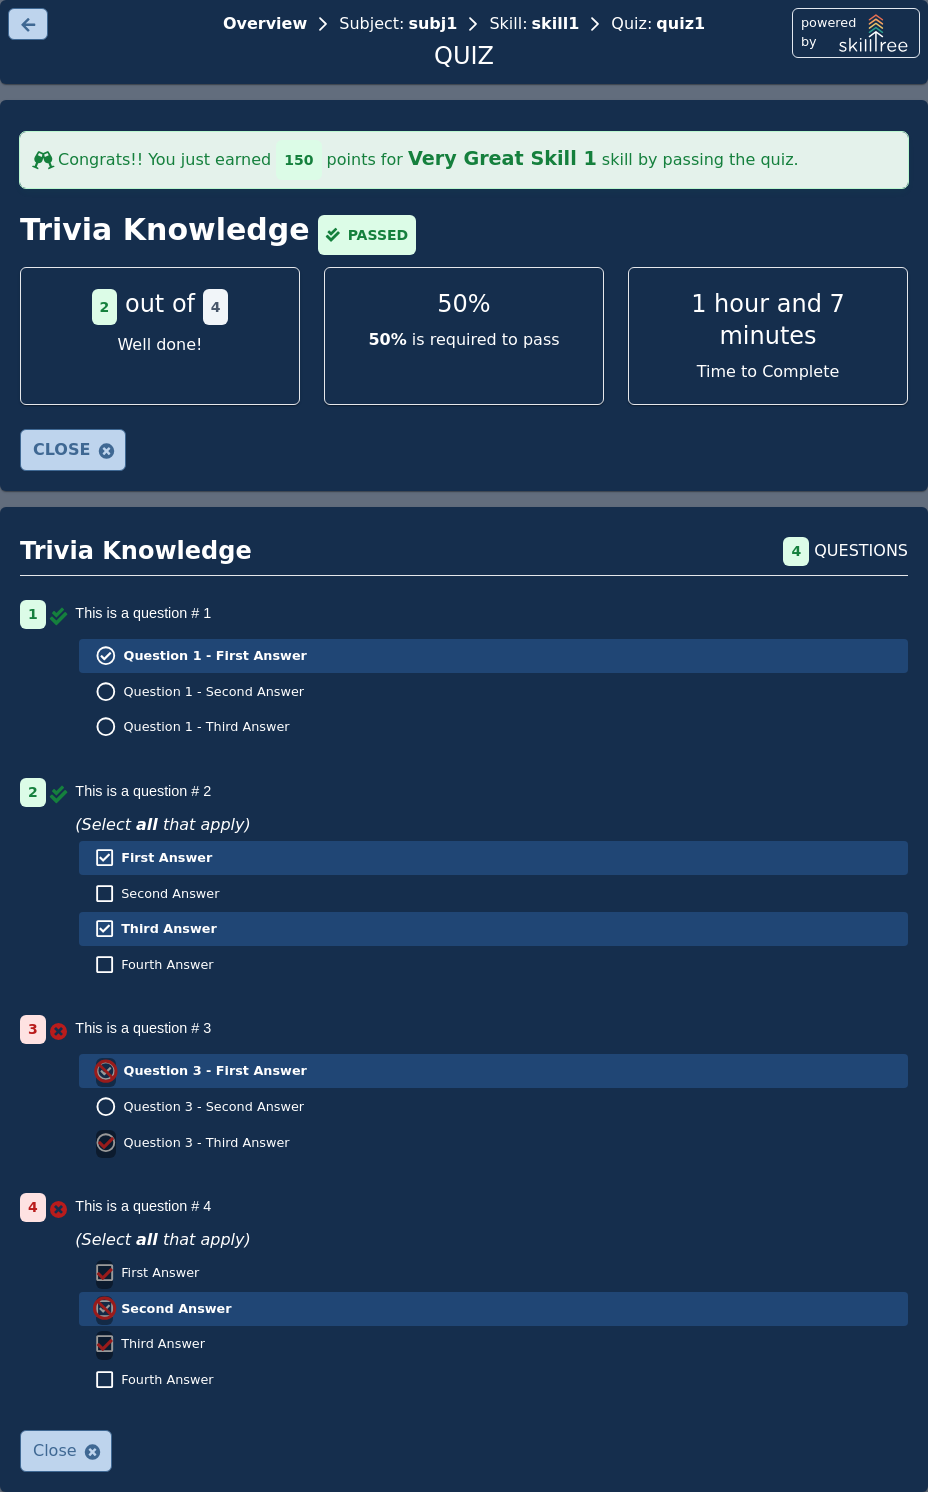 Overview Subject: subj1 Skill: skill1 Quiz: quiz1
QUIZ
powered
by skilltree
Congrats!! You just earned 150 points for Very Great Skill 1 skill by passing the quiz.
Trivia Knowledge PASSED
2 out of 4
Well done!
50%
50% is required to pass
1 hour and 7
minutes
Time to Complete
CLOSE
Trivia Knowledge
4 QUESTIONS
1 This is a question # 1
Question 1 - First Answer
Question 1 - Second Answer
Question 1 - Third Answer
2 This is a question # 2
(Select all that apply)
First Answer
Second Answer
Third Answer
Fourth Answer
3 This is a question # 3
Question 3 - First Answer
Question 3 - Second Answer
Question 3 - Third Answer
4 This is a question # 4
(Select all that apply)
First Answer
Second Answer
Third Answer
Fourth Answer
Close